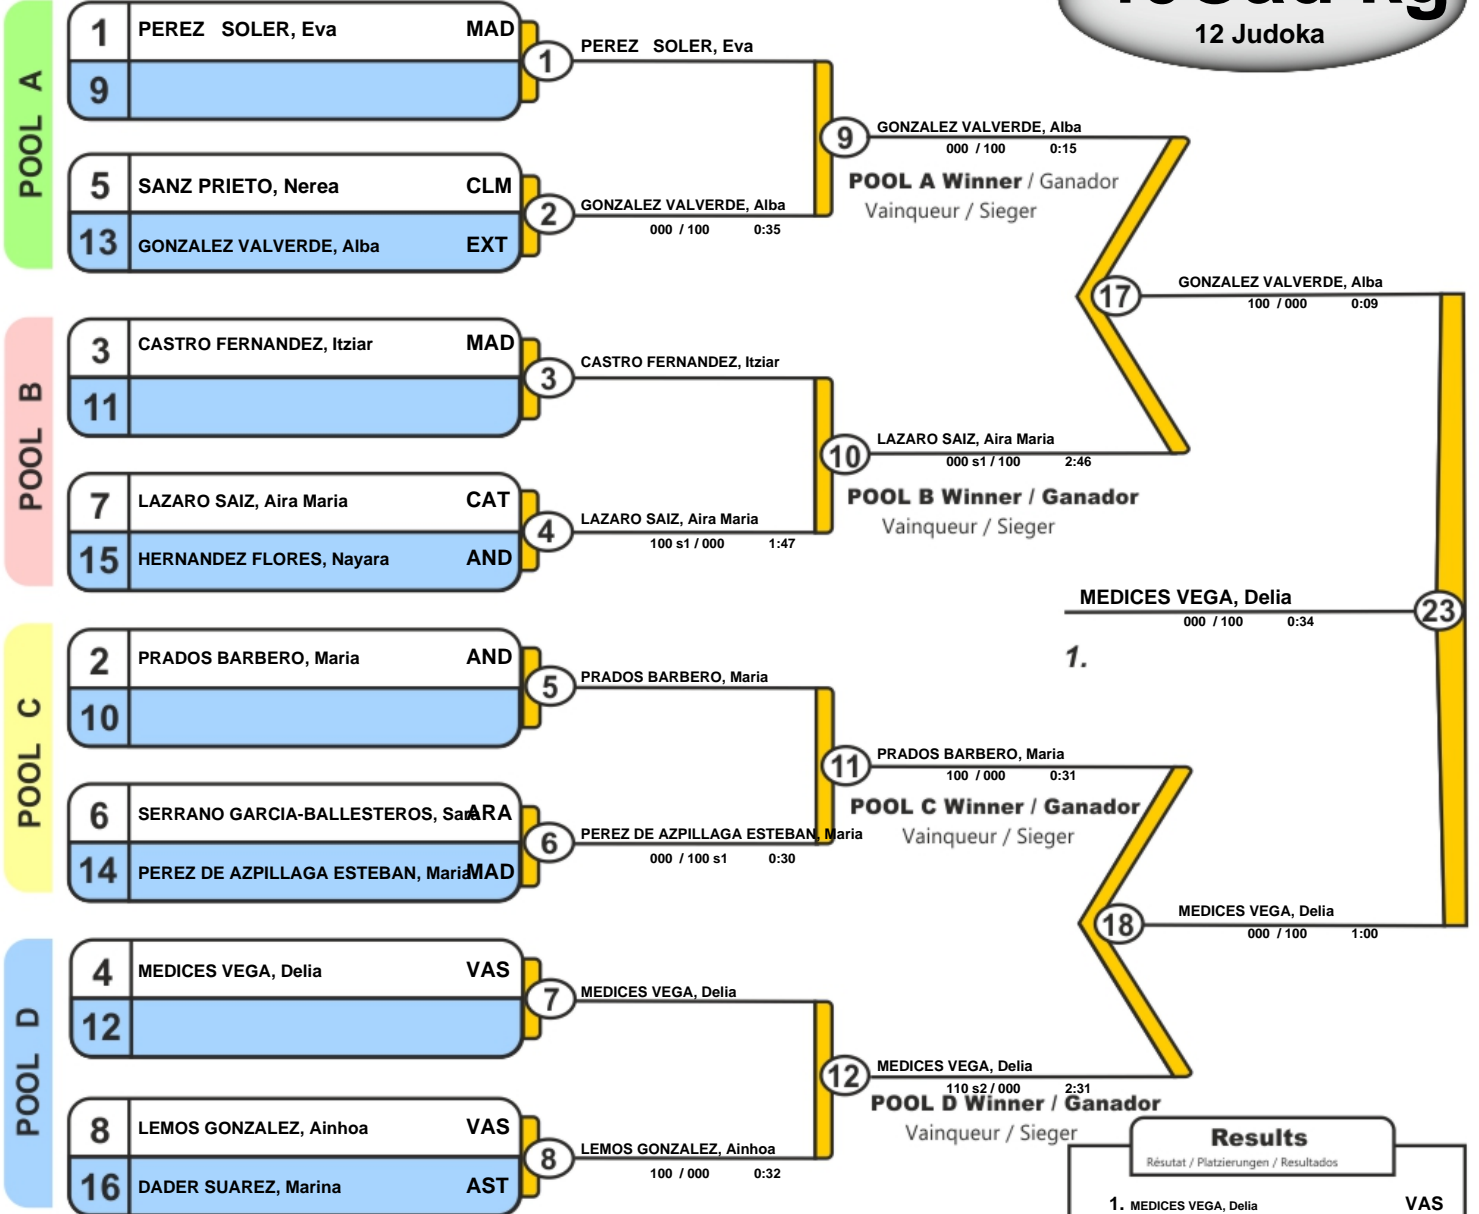 12 Judoka
POOL A
1 PEREZ SOLER, Eva MAD
9
1
PEREZ SOLER, Eva
5 SANZ PRIETO, Nerea CLM
13 GONZALEZ VALVERDE, Alba EXT
2
GONZALEZ VALVERDE, Alba
000 / 100 0:35
9
GONZALEZ VALVERDE, Alba
000 / 100 0:15
POOL A Winner / Ganador
Vainqueur / Sieger
POOL B
3 CASTRO FERNANDEZ, Itziar MAD
11
3
CASTRO FERNANDEZ, Itziar
7 LAZARO SAIZ, Aira Maria CAT
15 HERNANDEZ FLORES, Nayara AND
4
LAZARO SAIZ, Aira Maria
100 s1 / 000 1:47
10
LAZARO SAIZ, Aira Maria
000 s1 / 100 2:46
POOL B Winner / Ganador
Vainqueur / Sieger
17
GONZALEZ VALVERDE, Alba
100 / 000 0:09
MEDICES VEGA, Delia
000 / 100 0:34
23
1.
POOL C
2 PRADOS BARBERO, Maria AND
10
5
PRADOS BARBERO, Maria
6 SERRANO GARCIA-BALLESTEROS, Sara ARA
14 PEREZ DE AZPILLAGA ESTEBAN, Maria MAD
6
PEREZ DE AZPILLAGA ESTEBAN, Maria
000 / 100 s1 0:30
11
PRADOS BARBERO, Maria
100 / 000 0:31
POOL C Winner / Ganador
Vainqueur / Sieger
18
MEDICES VEGA, Delia
000 / 100 1:00
POOL D
4 MEDICES VEGA, Delia VAS
12
7
MEDICES VEGA, Delia
8 LEMOS GONZALEZ, Ainhoa VAS
16 DADER SUAREZ, Marina AST
8
LEMOS GONZALEZ, Ainhoa
100 / 000 0:32
12
MEDICES VEGA, Delia
110 s2 / 000 2:31
POOL D Winner / Ganador
Vainqueur / Sieger
Results
Résutat / Platzierungen / Resultados
1. MEDICES VEGA, Delia VAS